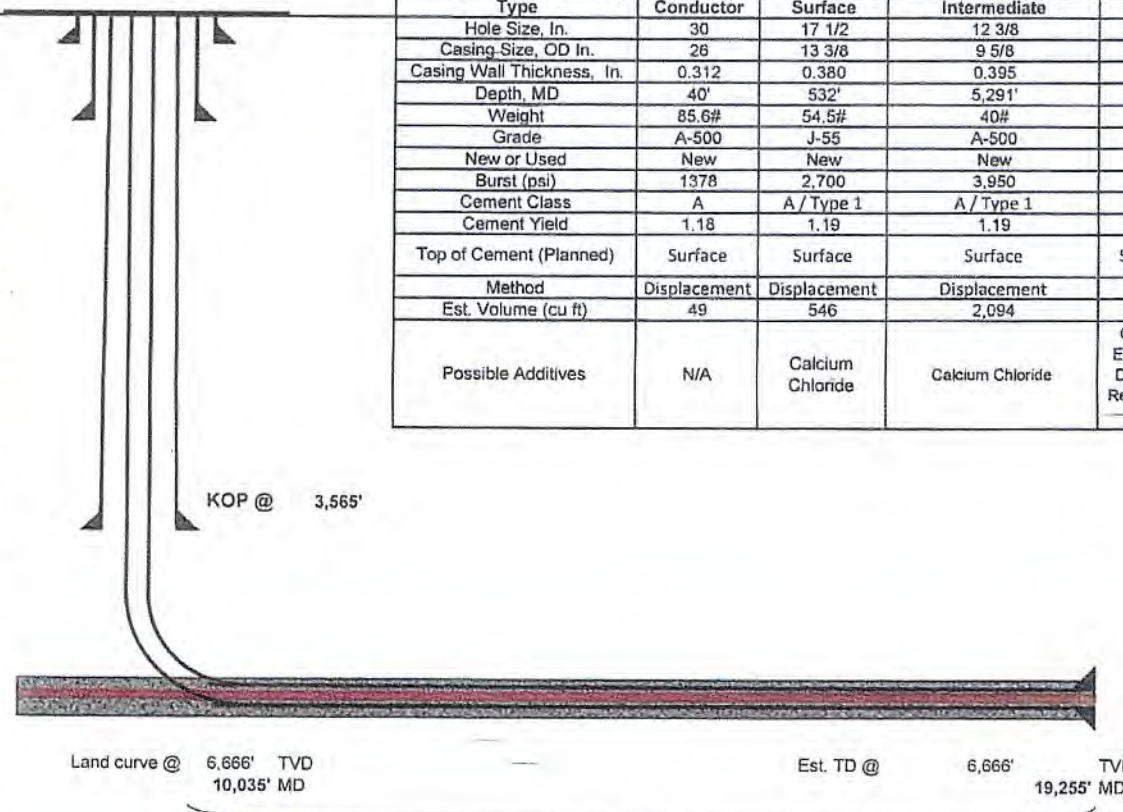 Type Conductor Surface Intermediate
Hole Size, In. 30 17 1/2 12 3/8
Casing Size, OD In. 26 13 3/8 9 5/8
Casing Wall Thickness, In. 0.312 0.380 0.395
Depth, MD 40' 532' 5,291'
Weight 85.6# 54.5# 40#
Grade A-500 J-55 A-500
New or Used New New New
Burst (psi) 1378 2,700 3,950
Cement Class A A / Type 1 A / Type 1
Cement Yield 1.18 1.19 1.19
Top of Cement (Planned) Surface Surface Surface
Method Displacement Displacement Displacement
Est. Volume (cu ft) 49 546 2,094
Possible Additives N/A Calcium Chloride Calcium Chloride
KOP @ 3,565'
Land curve @ 6,666' TVD
10,035' MD
Est. TD @ 6,666'
19,255' MD